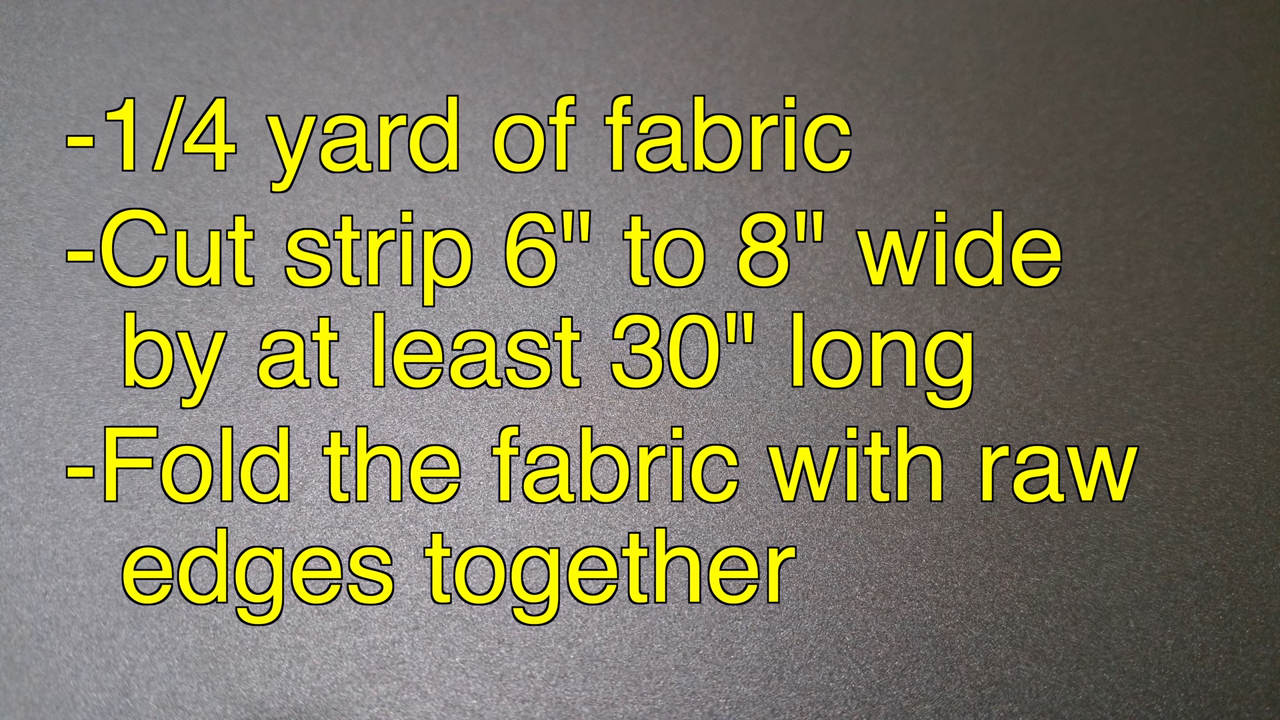 -1/4 yard of fabric
-Cut strip 6" to 8" wide
by at least 30" long
-Fold the fabric with raw
edges together